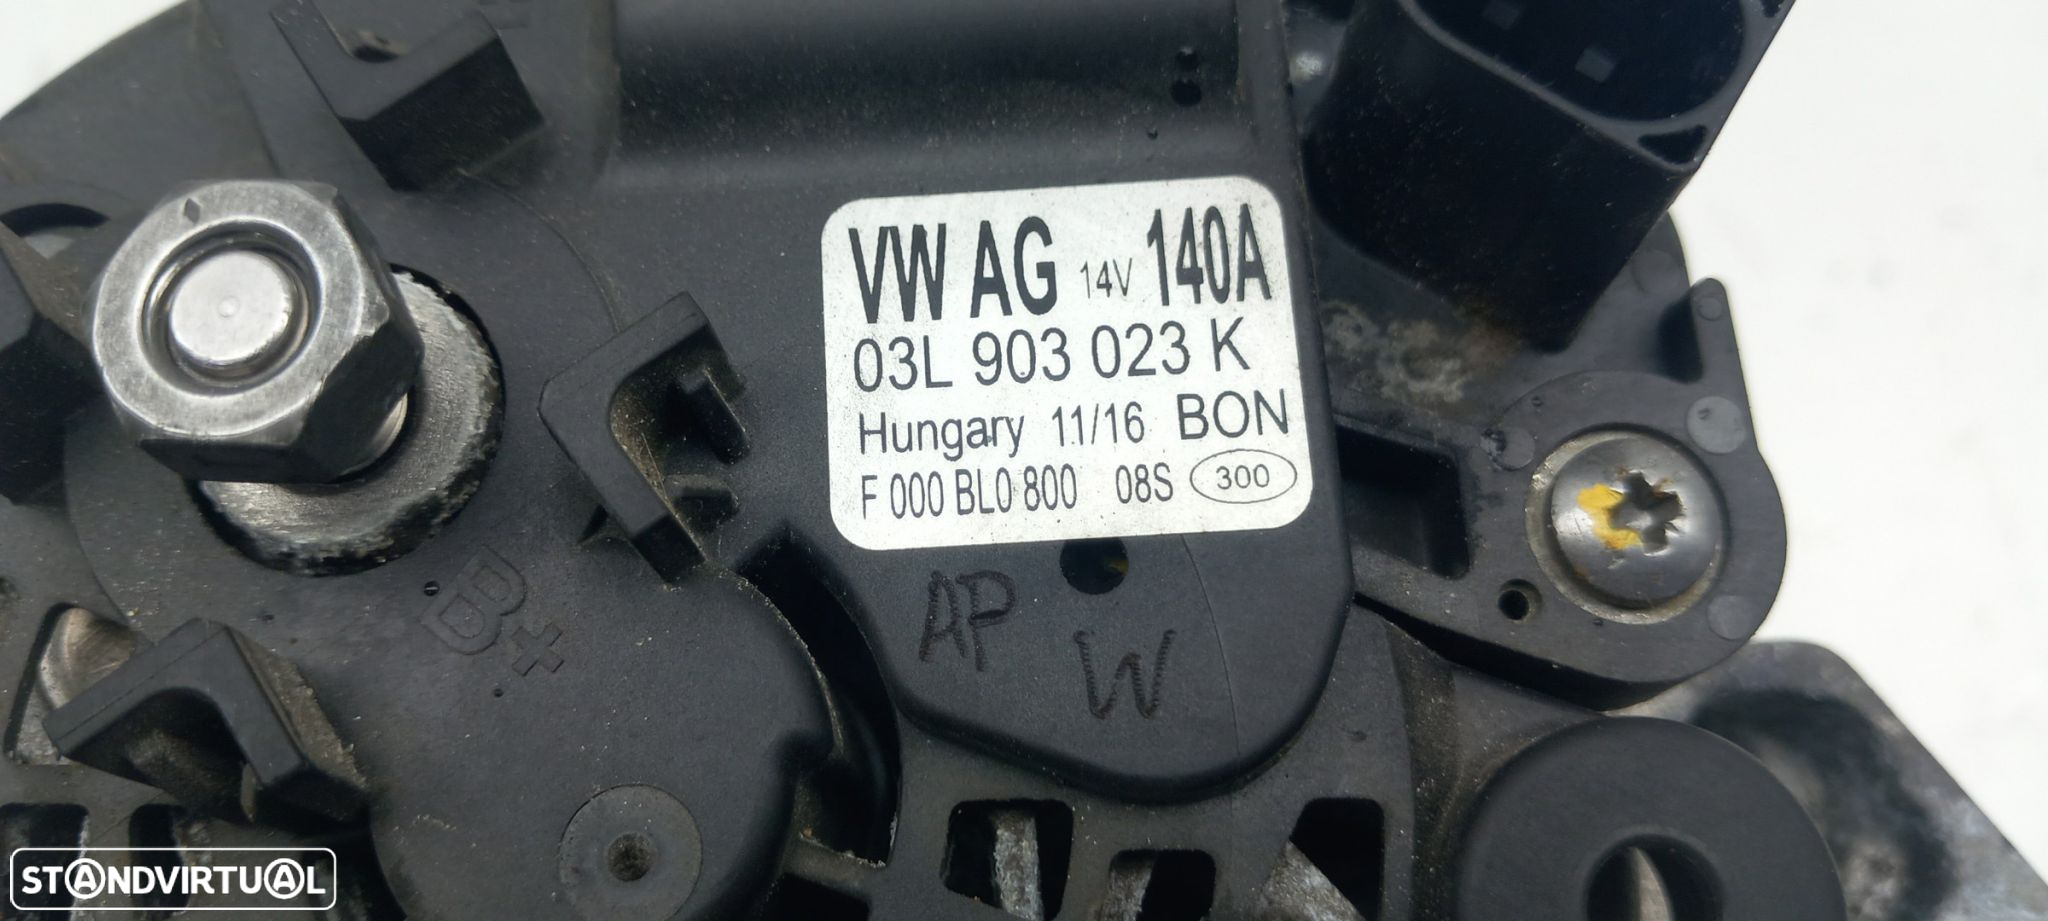 VW AG 14V 140A
03L 903 023 K
Hungary 11/16 BON
F 000 BL0 800 08S 300
AP
W
B+
STANDVIRTUAL